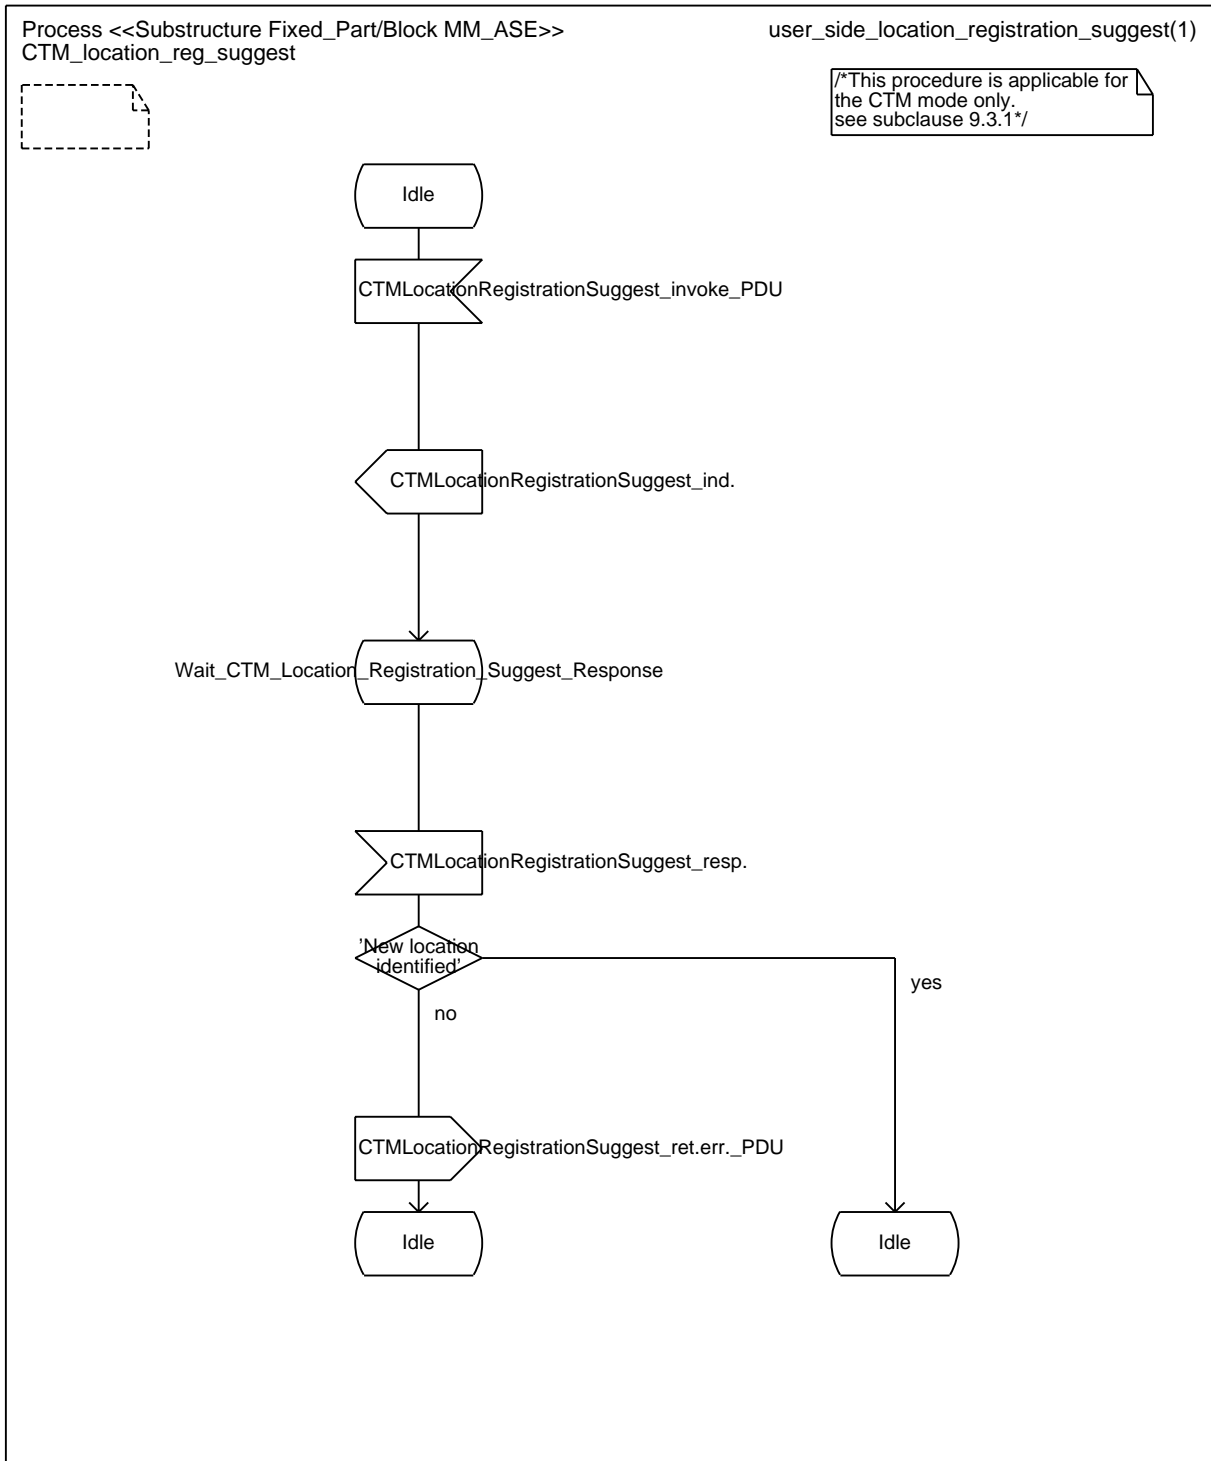 Process <<Substructure Fixed_Part/Block MM_ASE>>
CTM_location_reg_suggest
user_side_location_registration_suggest(1)
/*This procedure is applicable for
the CTM mode only.
see subclause 9.3.1*/
Idle
CTMLocationRegistrationSuggest_invoke_PDU
CTMLocationRegistrationSuggest_ind.
Wait_CTM_Location_Registration_Suggest_Response
CTMLocationRegistrationSuggest_resp.
'New location
identified'
yes
no
CTMLocationRegistrationSuggest_ret.err._PDU
Idle
Idle